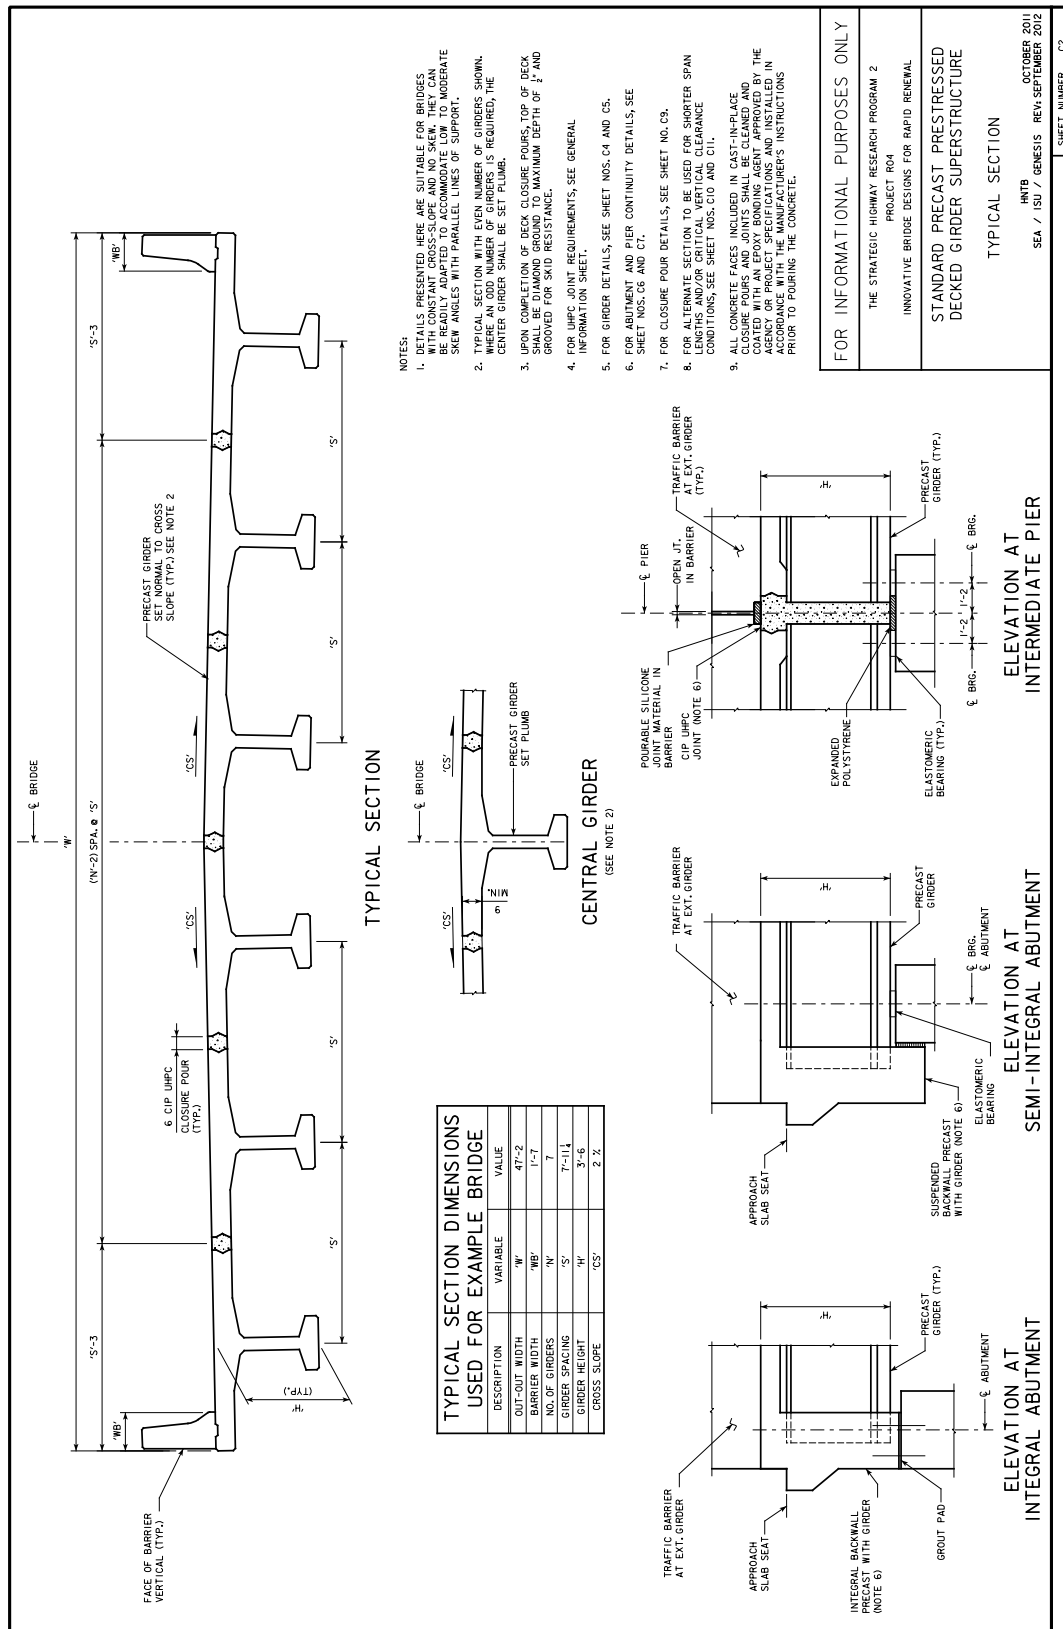 'W'
'S'-3
('N'-2) SPA. @ 'S'
'S'-3
℄ BRIDGE
'WB'
'WB'
FACE OF BARRIER
VERTICAL (TYP.)
6 CIP UHPC
CLOSURE POUR
(TYP.)
'CS'
'CS'
PRECAST GIRDER
SET NORMAL TO CROSS
SLOPE (TYP.) SEE NOTE 2
'H'
(TYP.)
'S'
'S'
'S'
'S'
'S'
TYPICAL SECTION
℄ BRIDGE
'CS'
'CS'
9
MIN.
PRECAST GIRDER
SET PLUMB
CENTRAL GIRDER
(SEE NOTE 2)
TYPICAL SECTION DIMENSIONS
USED FOR EXAMPLE BRIDGE
DESCRIPTION VARIABLE VALUE
OUT-OUT WIDTH 'W' 47'-2
BARRIER WIDTH 'WB' 1'-7
NO. OF GIRDERS 'N' 7
GIRDER SPACING 'S' 7'-11¼
GIRDER HEIGHT 'H' 3'-6
CROSS SLOPE 'CS' 2 %
NOTES:
1. DETAILS PRESENTED HERE ARE SUITABLE FOR BRIDGES
WITH CONSTANT CROSS-SLOPE AND NO SKEW. THEY CAN
BE READILY ADAPTED TO ACCOMMODATE LOW TO MODERATE
SKEW ANGLES WITH PARALLEL LINES OF SUPPORT.
2. TYPICAL SECTION WITH EVEN NUMBER OF GIRDERS SHOWN.
WHERE AN ODD NUMBER OF GIRDERS IS REQUIRED, THE
CENTER GIRDER SHALL BE SET PLUMB.
3. UPON COMPLETION OF DECK CLOSURE POURS, TOP OF DECK
SHALL BE DIAMOND GROUND TO MAXIMUM DEPTH OF ½" AND
GROOVED FOR SKID RESISTANCE.
4. FOR UHPC JOINT REQUIREMENTS, SEE GENERAL
INFORMATION SHEET.
5. FOR GIRDER DETAILS, SEE SHEET NOS. C4 AND C5.
6. FOR ABUTMENT AND PIER CONTINUITY DETAILS, SEE
SHEET NOS. C6 AND C7.
7. FOR CLOSURE POUR DETAILS, SEE SHEET NO. C9.
8. FOR ALTERNATE SECTION TO BE USED FOR SHORTER SPAN
LENGTHS AND/OR CRITICAL VERTICAL CLEARANCE
CONDITIONS, SEE SHEET NOS. C10 AND C11.
9. ALL CONCRETE FACES INCLUDED IN CAST-IN-PLACE
CLOSURE POURS AND JOINTS SHALL BE CLEANED AND
COATED WITH AN EPOXY BONDING AGENT APPROVED BY THE
AGENCY OR PROJECT SPECIFICATIONS AND INSTALLED IN
ACCORDANCE WITH THE MANUFACTURER'S INSTRUCTIONS
PRIOR TO POURING THE CONCRETE.
TRAFFIC BARRIER
AT EXT. GIRDER
APPROACH
SLAB SEAT
INTEGRAL BACKWALL
PRECAST WITH GIRDER
(NOTE 6)
GROUT PAD
'H'
PRECAST
GIRDER (TYP.)
℄ ABUTMENT
ELEVATION AT
INTEGRAL ABUTMENT
TRAFFIC BARRIER
AT EXT. GIRDER
APPROACH
SLAB SEAT
SUSPENDED
BACKWALL PRECAST
WITH GIRDER (NOTE 6)
ELASTOMERIC
BEARING
'H'
PRECAST
GIRDER
℄ BRG.
℄ ABUTMENT
ELEVATION AT
SEMI-INTEGRAL ABUTMENT
POURABLE SILICONE
JOINT MATERIAL IN
BARRIER
CIP UHPC
JOINT (NOTE 6)
EXPANDED
POLYSTYRENE
ELASTOMERIC
BEARING (TYP.)
℄ PIER
OPEN JT.
IN BARRIER
TRAFFIC BARRIER
AT EXT. GIRDER
(TYP.)
'H'
PRECAST
GIRDER (TYP.)
℄ BRG.
1'-2
1'-2
℄ BRG.
ELEVATION AT
INTERMEDIATE PIER
FOR INFORMATIONAL PURPOSES ONLY
THE STRATEGIC HIGHWAY RESEARCH PROGRAM 2
PROJECT R04
INNOVATIVE BRIDGE DESIGNS FOR RAPID RENEWAL
STANDARD PRECAST PRESTRESSED
DECKED GIRDER SUPERSTRUCTURE
TYPICAL SECTION
HNTB OCTOBER 2011
SEA / ISU / GENESIS REV: SEPTEMBER 2012
SHEET NUMBER